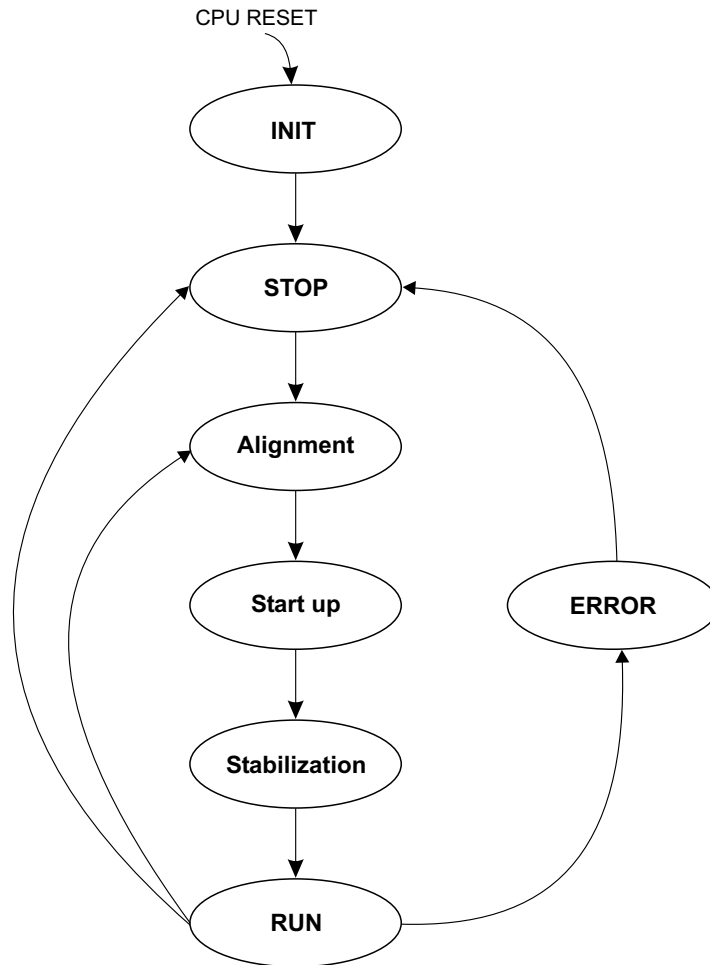 CPU RESET
INIT
STOP
Alignment
Start up
ERROR
Stabilization
RUN